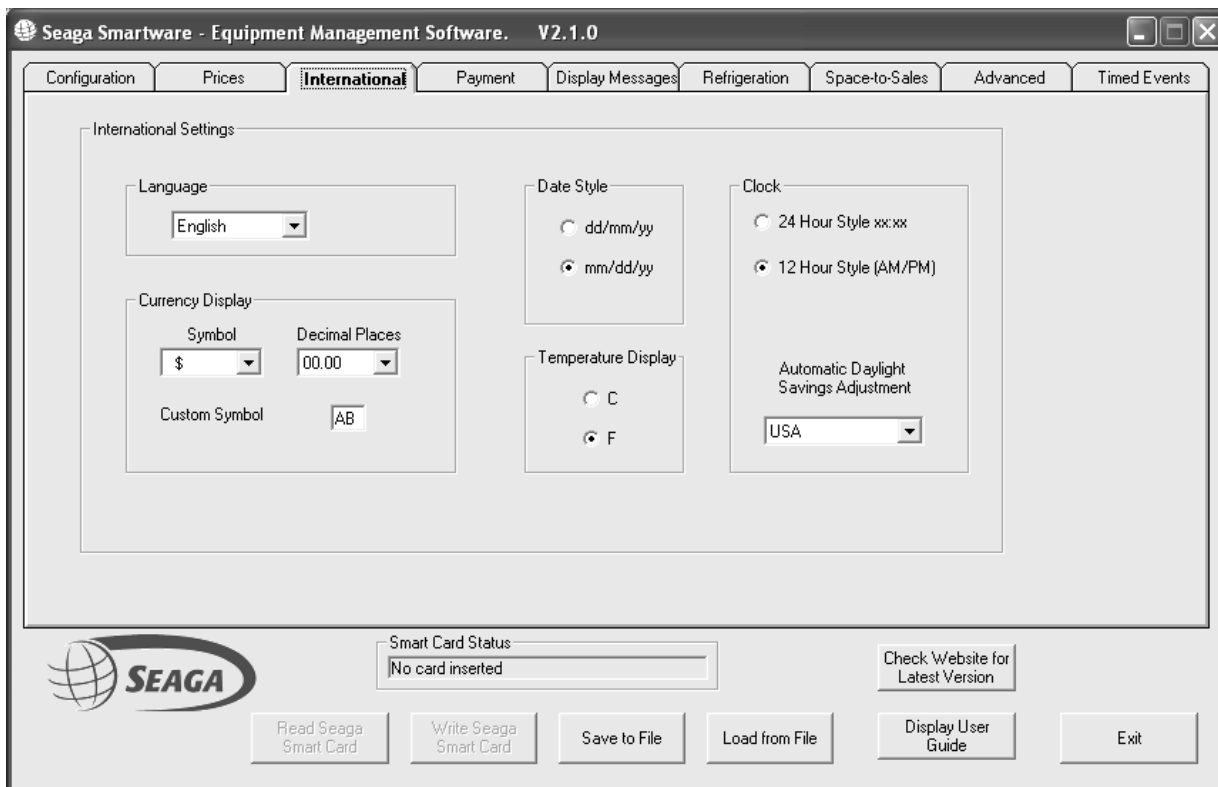 Seaga Smartware - Equipment Management Software. V2.1.0
Configuration Prices International Payment Display Messages Refrigeration Space-to-Sales Advanced Timed Events
International Settings
Language
English
Currency Display
Symbol Decimal Places
$ 00.00
Custom Symbol AB
Date Style
dd/mm/yy
mm/dd/yy
Temperature Display
C
F
Clock
24 Hour Style xx:xx
12 Hour Style (AM/PM)
Automatic Daylight
Savings Adjustment
USA
SEAGA
Smart Card Status
No card inserted
Check Website for
Latest Version
Read Seaga
Smart Card
Write Seaga
Smart Card
Save to File
Load from File
Display User
Guide
Exit